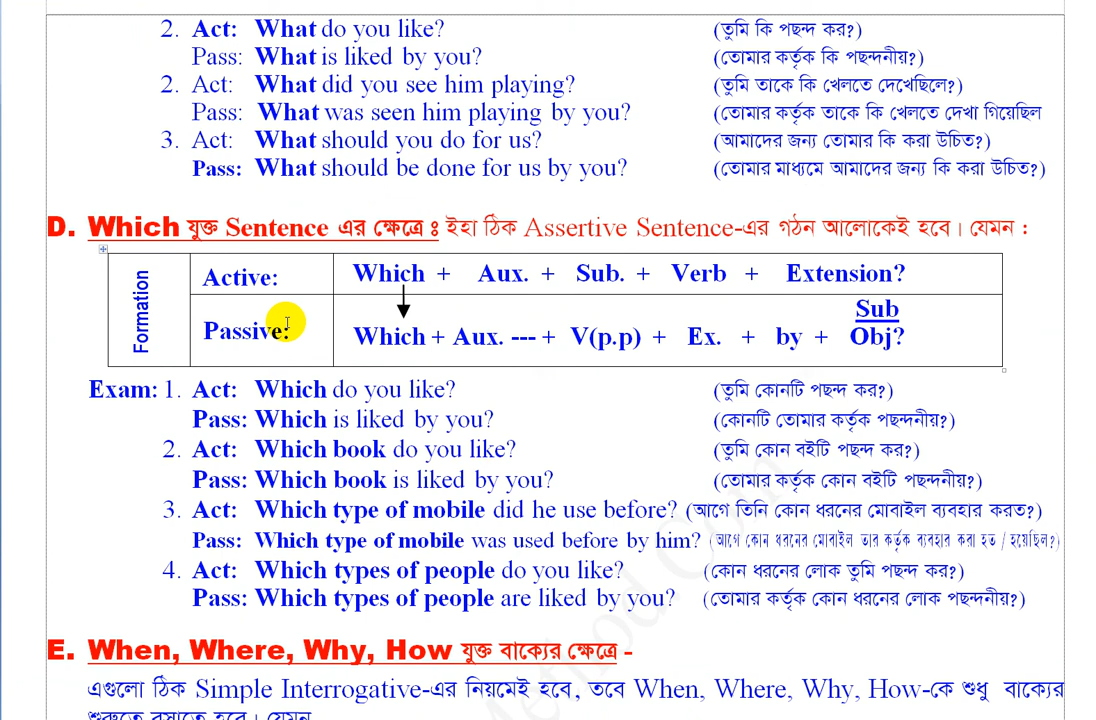 2. Act: What do you like? (তুমি কি পছন্দ কর?)
Pass: What is liked by you? (তোমার কর্তৃক কি পছন্দনীয়?)
2. Act: What did you see him playing? (তুমি তাকে কি খেলতে দেখেছিলে?)
Pass: What was seen him playing by you? (তোমার কর্তৃক তাকে কি খেলতে দেখা গিয়েছিল
3. Act: What should you do for us? (আমাদের জন্য তোমার কি করা উচিত?)
Pass: What should be done for us by you? (তোমার মাধ্যমে আমাদের জন্য কি করা উচিত?)
D. Which যুক্ত Sentence এর ক্ষেত্রে ঃ ইহা ঠিক Assertive Sentence-এর গঠন আলোকেই হবে। যেমন :
Formation
Active: Which + Aux. + Sub. + Verb + Extension?
Sub
Passive: Which + Aux. --- + V(p.p) + Ex. + by + Obj?
Exam: 1. Act: Which do you like? (তুমি কোনটি পছন্দ কর?)
Pass: Which is liked by you? (কোনটি তোমার কর্তৃক পছন্দনীয়?)
2. Act: Which book do you like? (তুমি কোন বইটি পছন্দ কর?)
Pass: Which book is liked by you? (তোমার কর্তৃক কোন বইটি পছন্দনীয়?)
3. Act: Which type of mobile did he use before? (আগে তিনি কোন ধরনের মোবাইল ব্যবহার করত?)
Pass: Which type of mobile was used before by him? (আগে কোন ধরনের মোবাইল তার কর্তৃক ব্যবহার করা হত / হয়েছিল?)
4. Act: Which types of people do you like? (কোন ধরনের লোক তুমি পছন্দ কর?)
Pass: Which types of people are liked by you? (তোমার কর্তৃক কোন ধরনের লোক পছন্দনীয়?)
E. When, Where, Why, How যুক্ত বাক্যের ক্ষেত্রে -
এগুলো ঠিক Simple Interrogative-এর নিয়মেই হবে, তবে When, Where, Why, How-কে শুধু বাক্যের
শুরুতে বসাতে হবে। যেমন